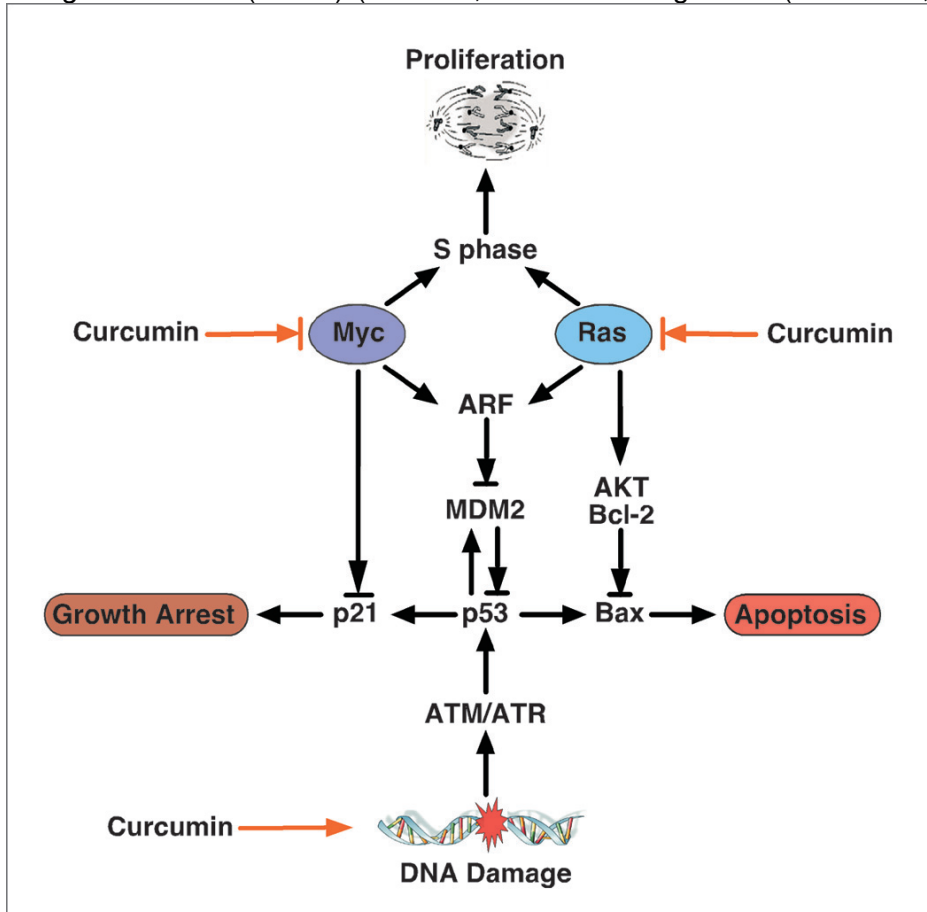 Proliferation
S phase
Curcumin
Myc
Ras
Curcumin
ARF
MDM2
AKT
Bcl-2
Growth Arrest
p21
p53
Bax
Apoptosis
ATM/ATR
Curcumin
DNA Damage